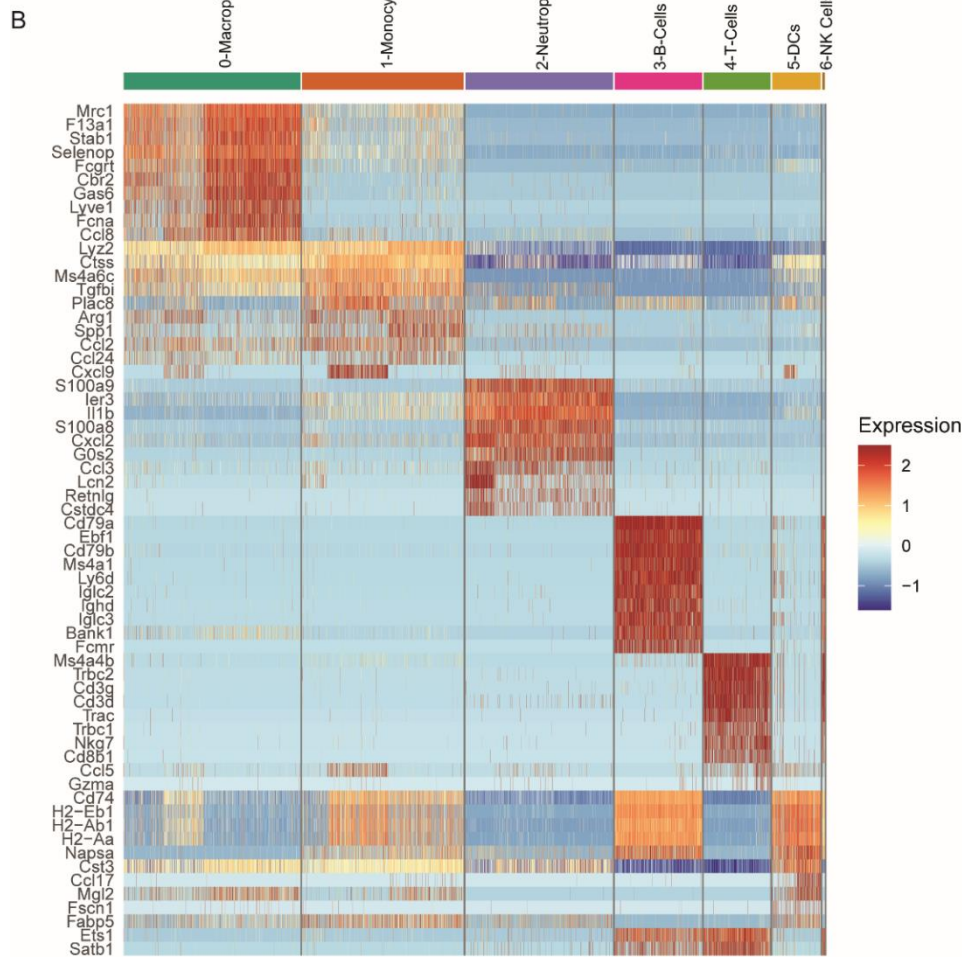 B
0-Macrop
1-Monocy
2-Neutrop
3-B-Cells
4-T-Cells
5-DCs
6-NK Cell
Mrc1
F13a1
Stab1
Selenop
Fcgrt
Cbr2
Gas6
Lyve1
Fcna
Ccl8
Lyz2
Ctss
Ms4a6c
Tgfbi
Plac8
Arg1
Spp1
Ccl2
Ccl24
Cxcl9
S100a9
Ier3
Il1b
S100a8
Cxcl2
G0s2
Ccl3
Lcn2
Retnlg
Cstdc4
Cd79a
Ebf1
Cd79b
Ms4a1
Ly6d
Iglc2
Ighd
Iglc3
Bank1
Fcmr
Ms4a4b
Trbc2
Cd3g
Cd3d
Trac
Trbc1
Nkg7
Cd8b1
Ccl5
Gzma
Cd74
H2−Eb1
H2−Ab1
H2−Aa
Napsa
Cst3
Ccl17
Mgl2
Fscn1
Fabp5
Ets1
Satb1
Expression
2
1
0
−1